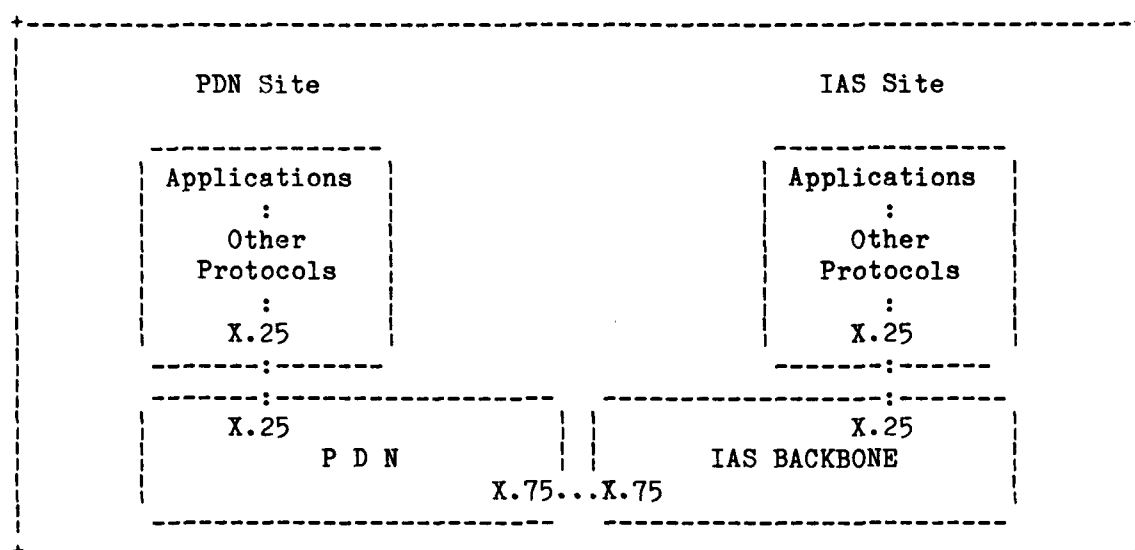 PDN Site IAS Site
Applications Applications
: :
Other Other
Protocols Protocols
: :
X.25 X.25
: :
: :
X.25 X.25
P D N IAS BACKBONE
X.75...X.75